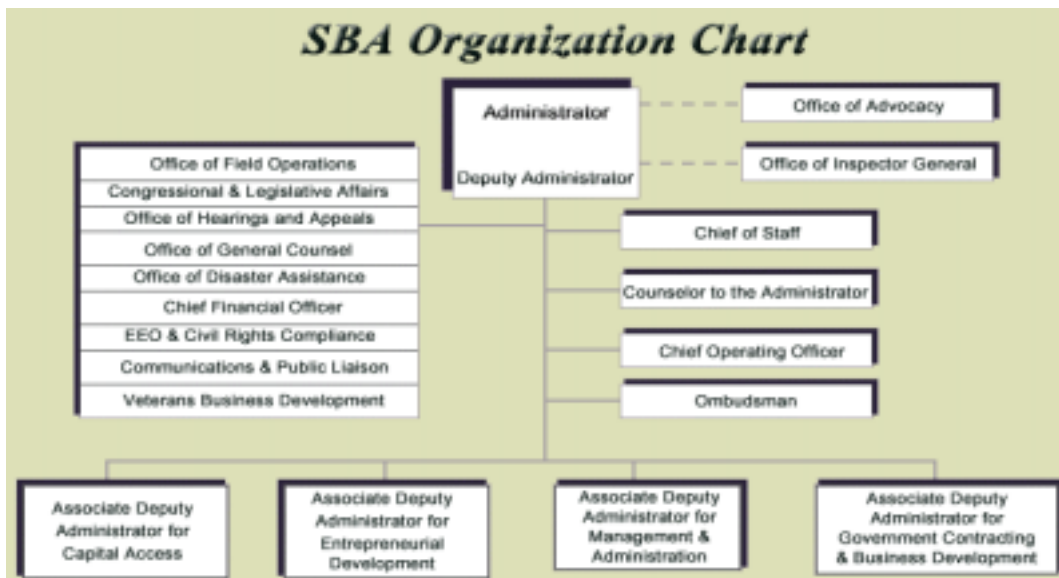 SBA Organization Chart
Administrator
Deputy Administrator
Office of Advocacy
Office of Inspector General
Office of Field Operations
Congressional & Legislative Affairs
Office of Hearings and Appeals
Office of General Counsel
Office of Disaster Assistance
Chief Financial Officer
EEO & Civil Rights Compliance
Communications & Public Liaison
Veterans Business Development
Chief of Staff
Counselor to the Administrator
Chief Operating Officer
Ombudsman
Associate Deputy
Administrator for
Capital Access
Associate Deputy
Administrator for
Entrepreneurial
Development
Associate Deputy
Administrator for
Management &
Administration
Associate Deputy
Administrator for
Government Contracting
& Business Development